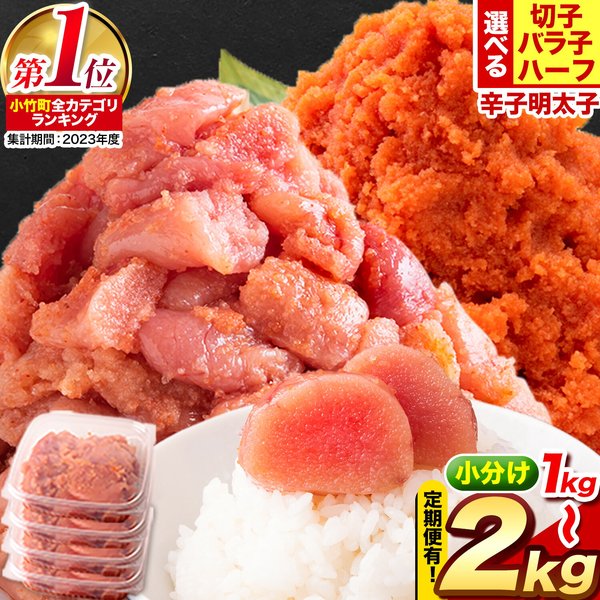 第1位
小竹町全カテゴリ
ランキング
集計期間：2023年度
選べる
切子
バラ子
ハーフ
辛子明太子
小分け
定期便有！
1kg
～
2kg